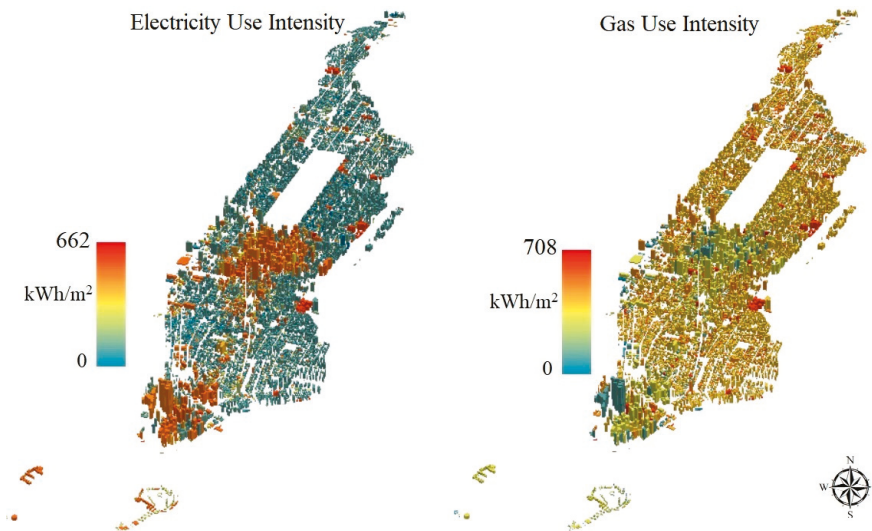 Electricity Use Intensity
662
kWh/m²
0
Gas Use Intensity
708
kWh/m²
0
N
W
E
S